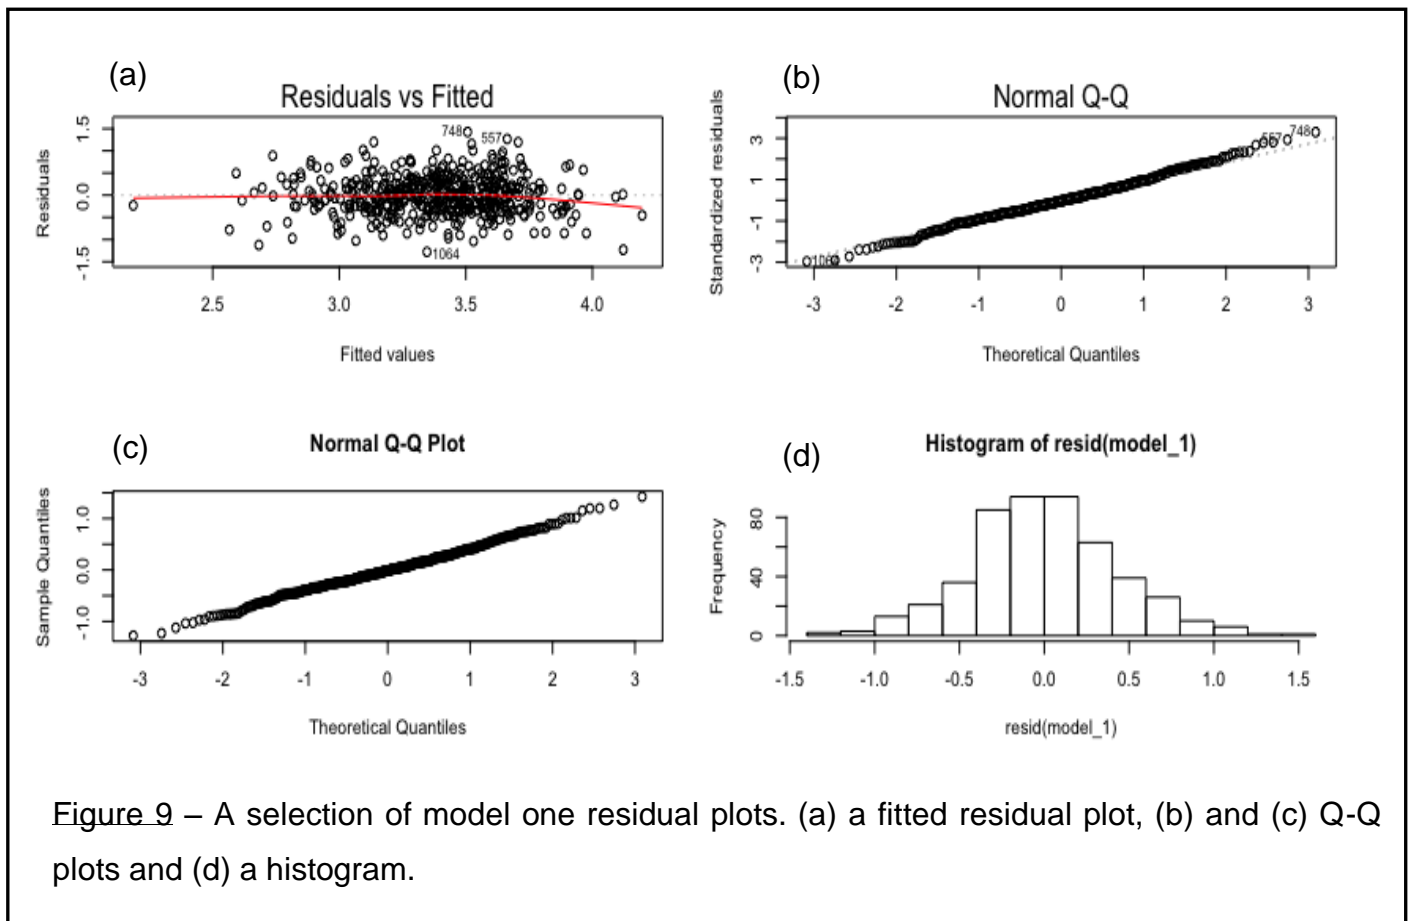 (a)
Residuals vs Fitted
Residuals
1.5
0.0
-1.5
748
557
1064
2.5 3.0 3.5 4.0
Fitted values
(b)
Normal Q-Q
Standardized residuals
3
1
-1
-3
557 748
1064
-3 -2 -1 0 1 2 3
Theoretical Quantiles
(c)
Normal Q-Q Plot
Sample Quantiles
1.0
0.0
-1.0
-3 -2 -1 0 1 2 3
Theoretical Quantiles
(d)
Histogram of resid(model_1)
Frequency
80
40
0
-1.5 -1.0 -0.5 0.0 0.5 1.0 1.5
resid(model_1)
Figure 9 – A selection of model one residual plots. (a) a fitted residual plot, (b) and (c) Q-Q
plots and (d) a histogram.